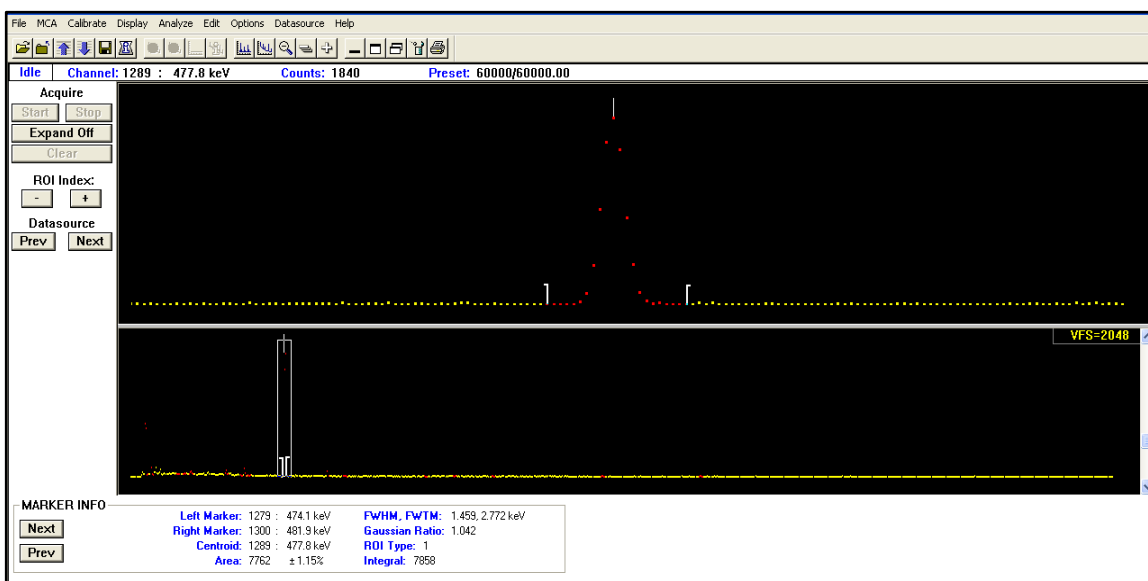 File MCA Calibrate Display Analyze Edit Options Datasource Help
Idle Channel: 1289 : 477.8 keV Counts: 1840 Preset: 60000/60000.00
Acquire
Start Stop
Expand Off
Clear
ROI Index:
- +
Datasource
Prev Next
VFS=2048
MARKER INFO
Next
Prev
Left Marker: 1279 : 474.1 keV FWHM, FWTM: 1.459, 2.772 keV
Right Marker: 1300 : 481.9 keV Gaussian Ratio: 1.042
Centroid: 1289 : 477.8 keV ROI Type: 1
Area: 7762 ± 1.15% Integral: 7858